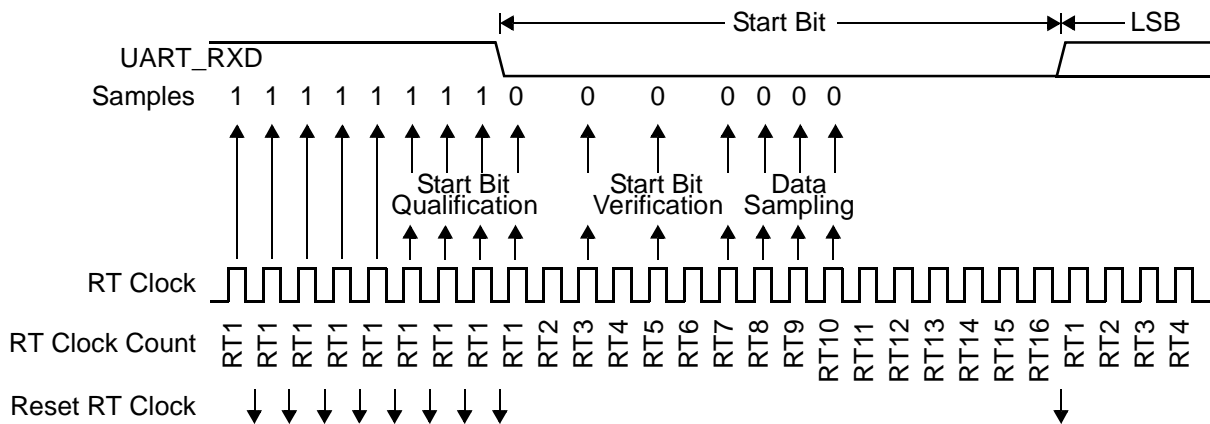 Start Bit LSB
UART_RXD
Samples 1 1 1 1 1 1 1 1 0 0 0 0 0 0 0
Start Bit Start Bit Data
Qualification Verification Sampling
RT Clock
RT Clock Count RT1 RT1 RT1 RT1 RT1 RT1 RT1 RT1 RT1 RT2 RT3 RT4 RT5 RT6 RT7 RT8 RT9 RT10 RT11 RT12 RT13 RT14 RT15 RT16 RT1 RT2 RT3 RT4
Reset RT Clock